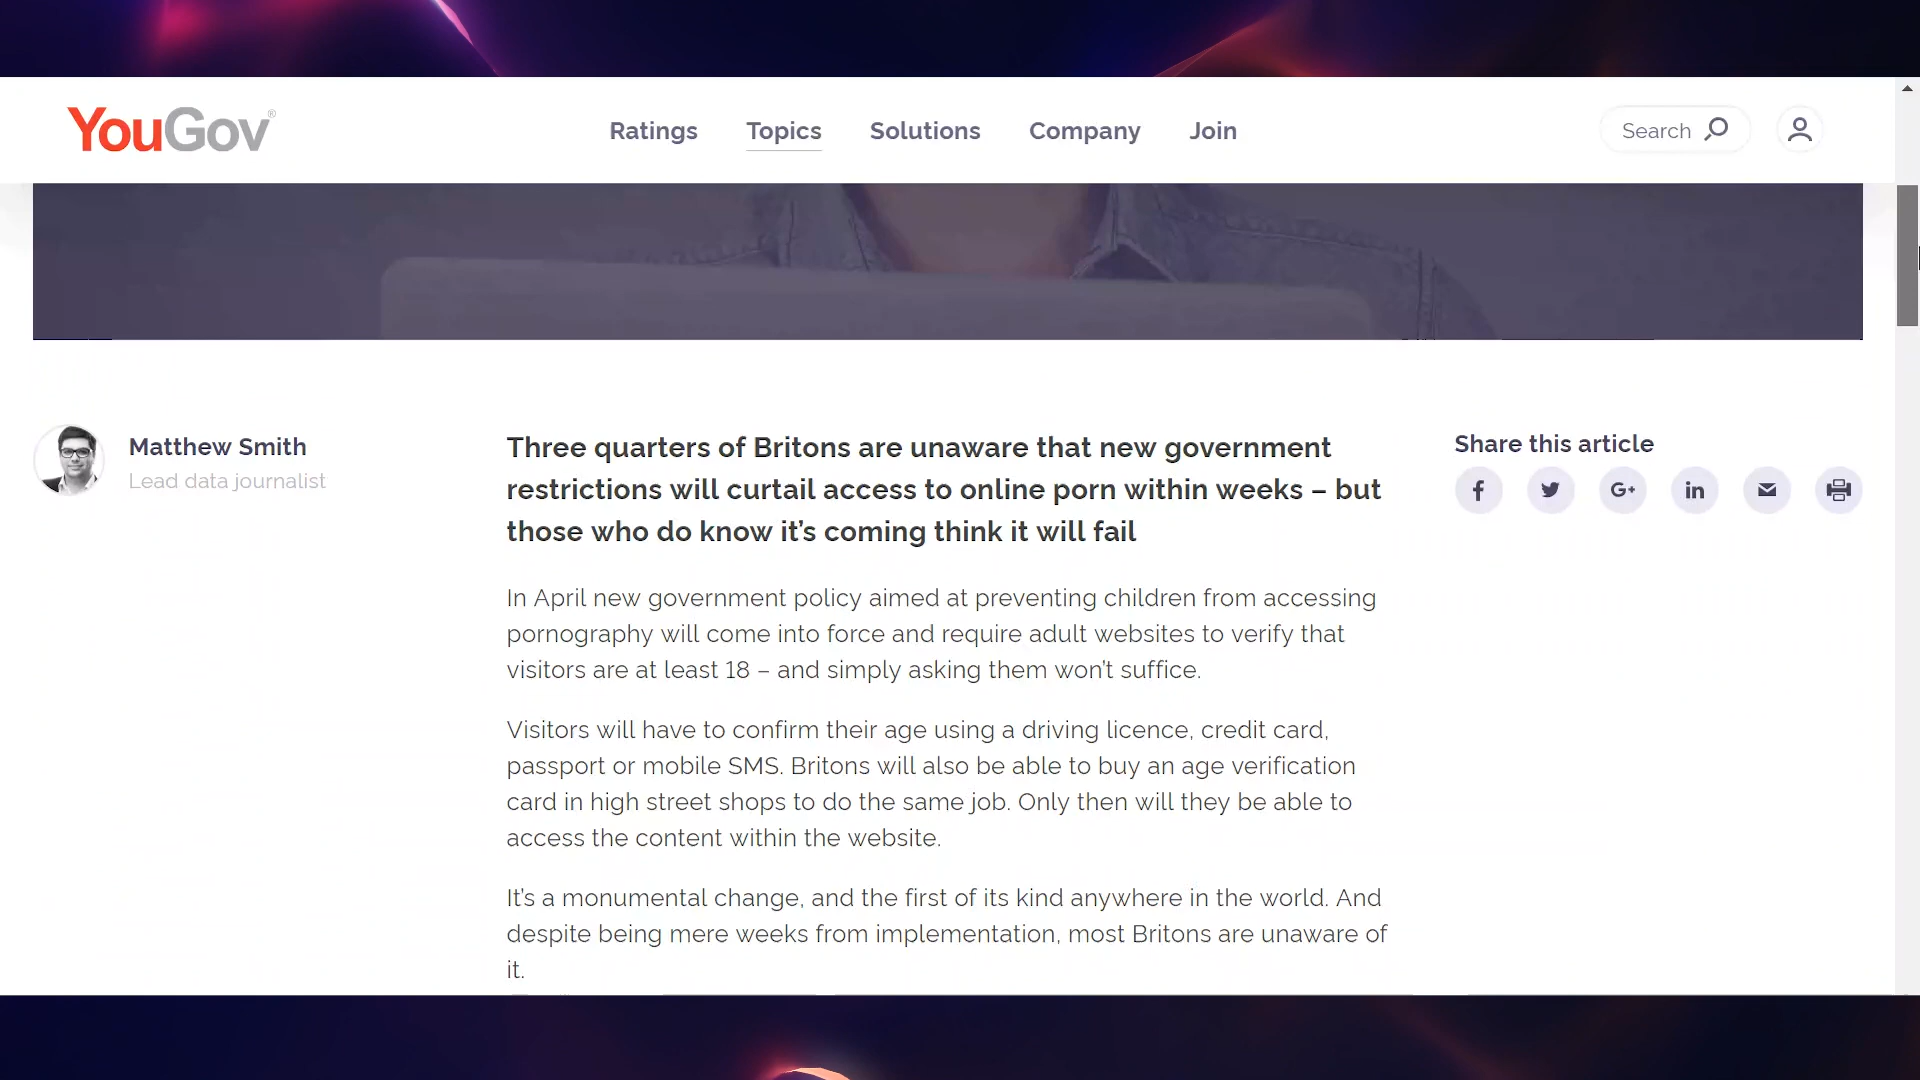 YouGov®
Ratings
Topics
Solutions
Company
Join
Search
Matthew Smith
Lead data journalist
Three quarters of Britons are unaware that new government
restrictions will curtail access to online porn within weeks – but
those who do know it’s coming think it will fail
In April new government policy aimed at preventing children from accessing
pornography will come into force and require adult websites to verify that
visitors are at least 18 – and simply asking them won’t suffice.
Visitors will have to confirm their age using a driving licence, credit card,
passport or mobile SMS. Britons will also be able to buy an age verification
card in high street shops to do the same job. Only then will they be able to
access the content within the website.
It’s a monumental change, and the first of its kind anywhere in the world. And
despite being mere weeks from implementation, most Britons are unaware of
it.
Share this article
f
G+
in